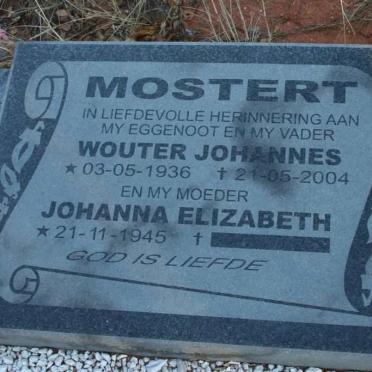 MOSTERT
IN LIEFDEVOLLE HERINNERING AAN
MY EGGENOOT EN MY VADER
WOUTER JOHANNES
★ 03-05-1936 ✝ 21-05-2004
EN MY MOEDER
JOHANNA ELIZABETH
★ 21-11-1945 ✝
GOD IS LIEFDE